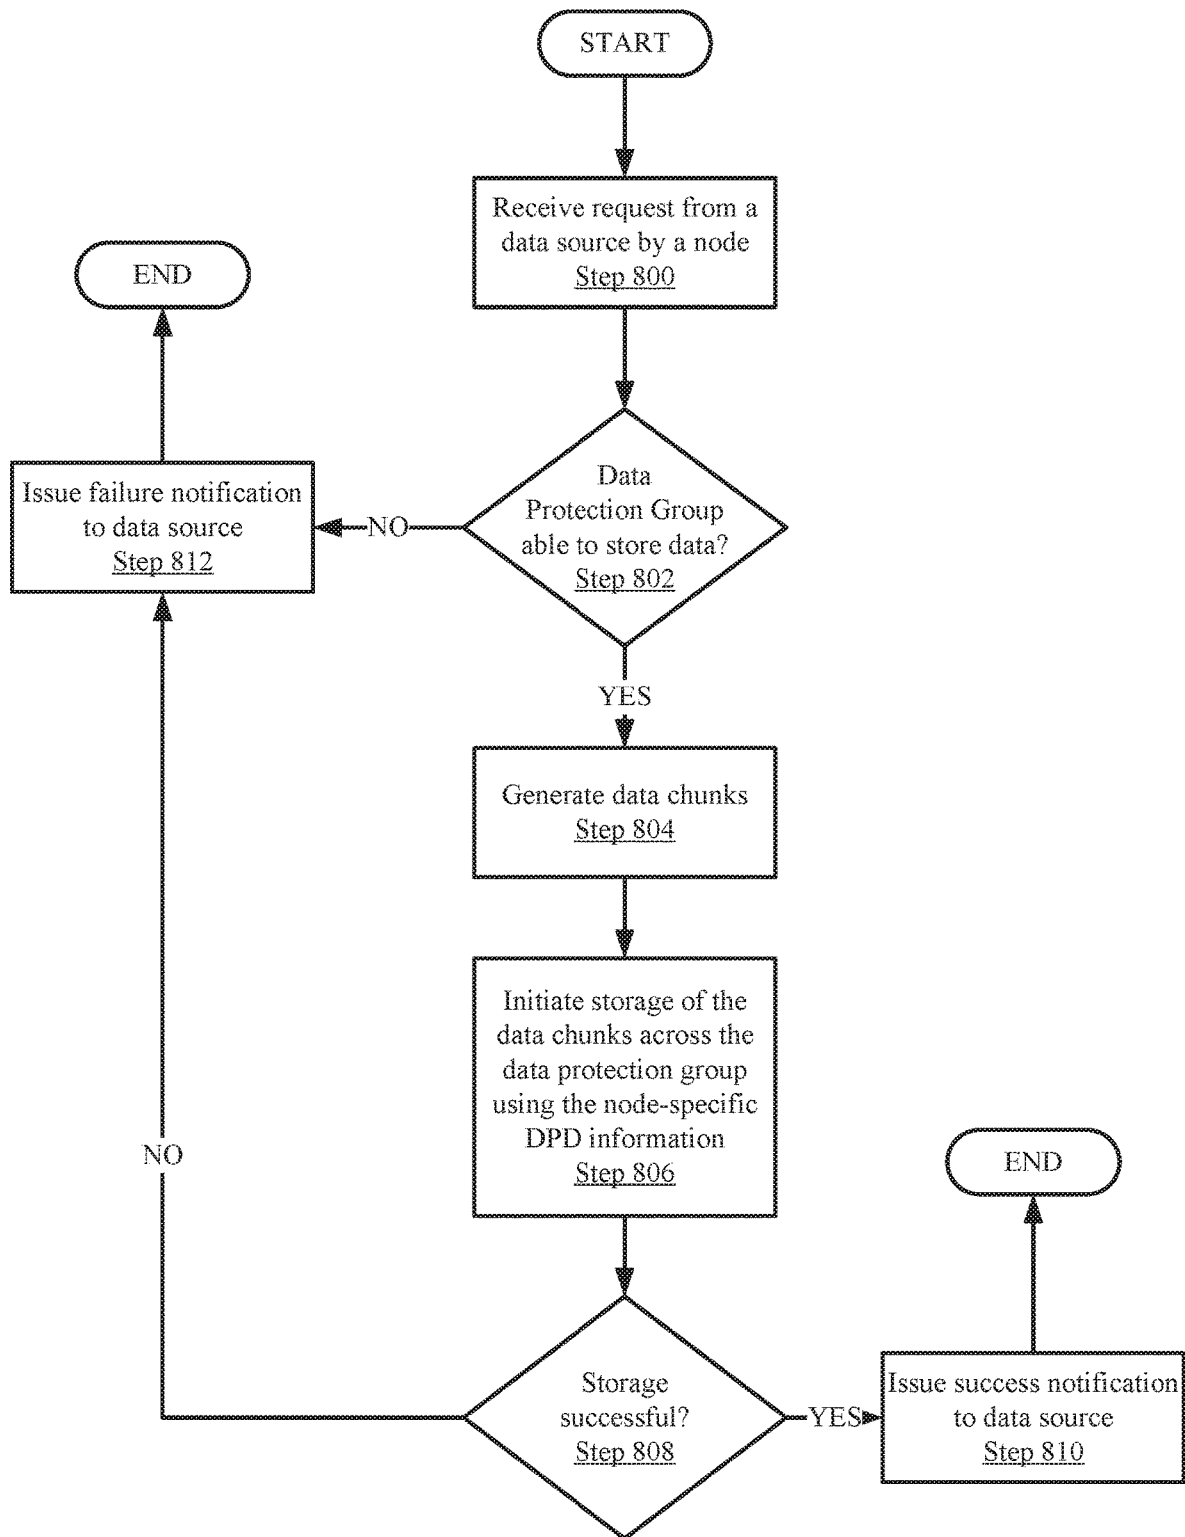 START
Receive request from a
data source by a node
Step 800
END
Issue failure notification
to data source
Step 812
NO
Data
Protection Group
able to store data?
Step 802
YES
Generate data chunks
Step 804
Initiate storage of the
data chunks across the
data protection group
using the node-specific
DPD information
Step 806
NO
END
Storage
successful?
Step 808
YES
Issue success notification
to data source
Step 810